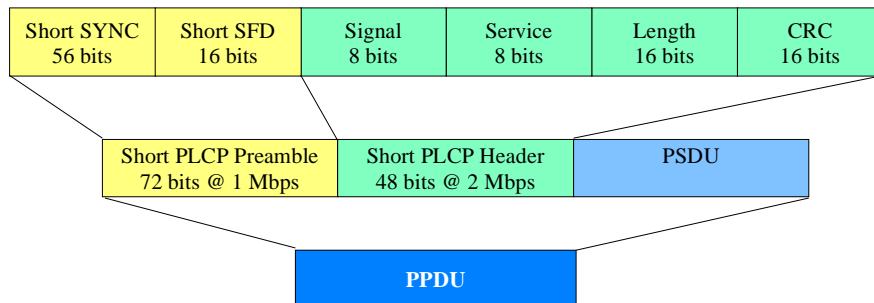 Short SYNC
56 bits
Short SFD
16 bits
Signal
8 bits
Service
8 bits
Length
16 bits
CRC
16 bits
Short PLCP Preamble
72 bits @ 1 Mbps
Short PLCP Header
48 bits @ 2 Mbps
PSDU
PPDU